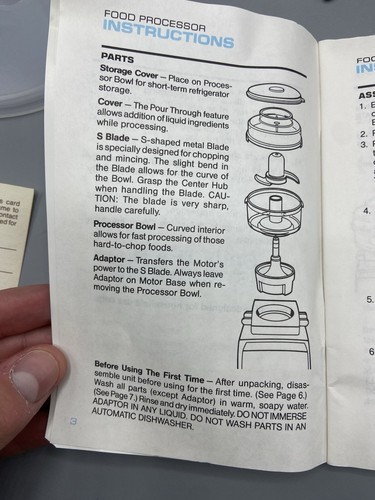 FOOD PROCESSOR
INSTRUCTIONS
PARTS
Storage Cover — Place on Proces-
sor Bowl for short-term refrigerator
storage.
Cover — The Pour Through feature
allows addition of liquid ingredients
while processing.
S Blade — S-shaped metal Blade
is specially designed for chopping
and mincing. The slight bend in
the Blade allows for the curve of
the Bowl. Grasp the Center Hub
when handling the Blade. CAU-
TION: The blade is very sharp,
handle carefully.
Processor Bowl — Curved interior
allows for fast processing of those
hard-to-chop foods.
Adaptor — Transfers the Motor's
power to the S Blade. Always leave
Adaptor on Motor Base when re-
moving the Processor Bowl.
Before Using The First Time — After unpacking, disas-
semble unit before using for the first time. (See Page 6.)
Wash all parts (except Adaptor) in warm, soapy water.
(See Page 7.) Rinse and dry immediately. DO NOT IMMERSE
ADAPTOR IN ANY LIQUID. DO NOT WASH PARTS IN AN
AUTOMATIC DISHWASHER.
3
s card
me to
ontact
ed for
FOO
INS
ASS
1.
2.
3.
4.
5.
6